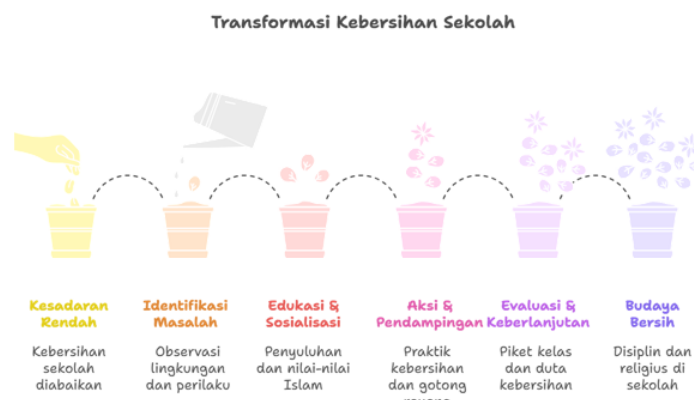 Transformasi Kebersihan Sekolah
Kesadaran
Rendah
Kebersihan
sekolah
diabaikan
Identifikasi
Masalah
Observasi
lingkungan
dan perilaku
Edukasi &
Sosialisasi
Penyuluhan
dan nilai-nilai
Islam
Aksi &
Pendampingan
Praktik
kebersihan
dan gotong
Evaluasi &
Keberlanjutan
Piket kelas
dan duta
kebersihan
Budaya
Bersih
Disiplin dan
religius di
sekolah